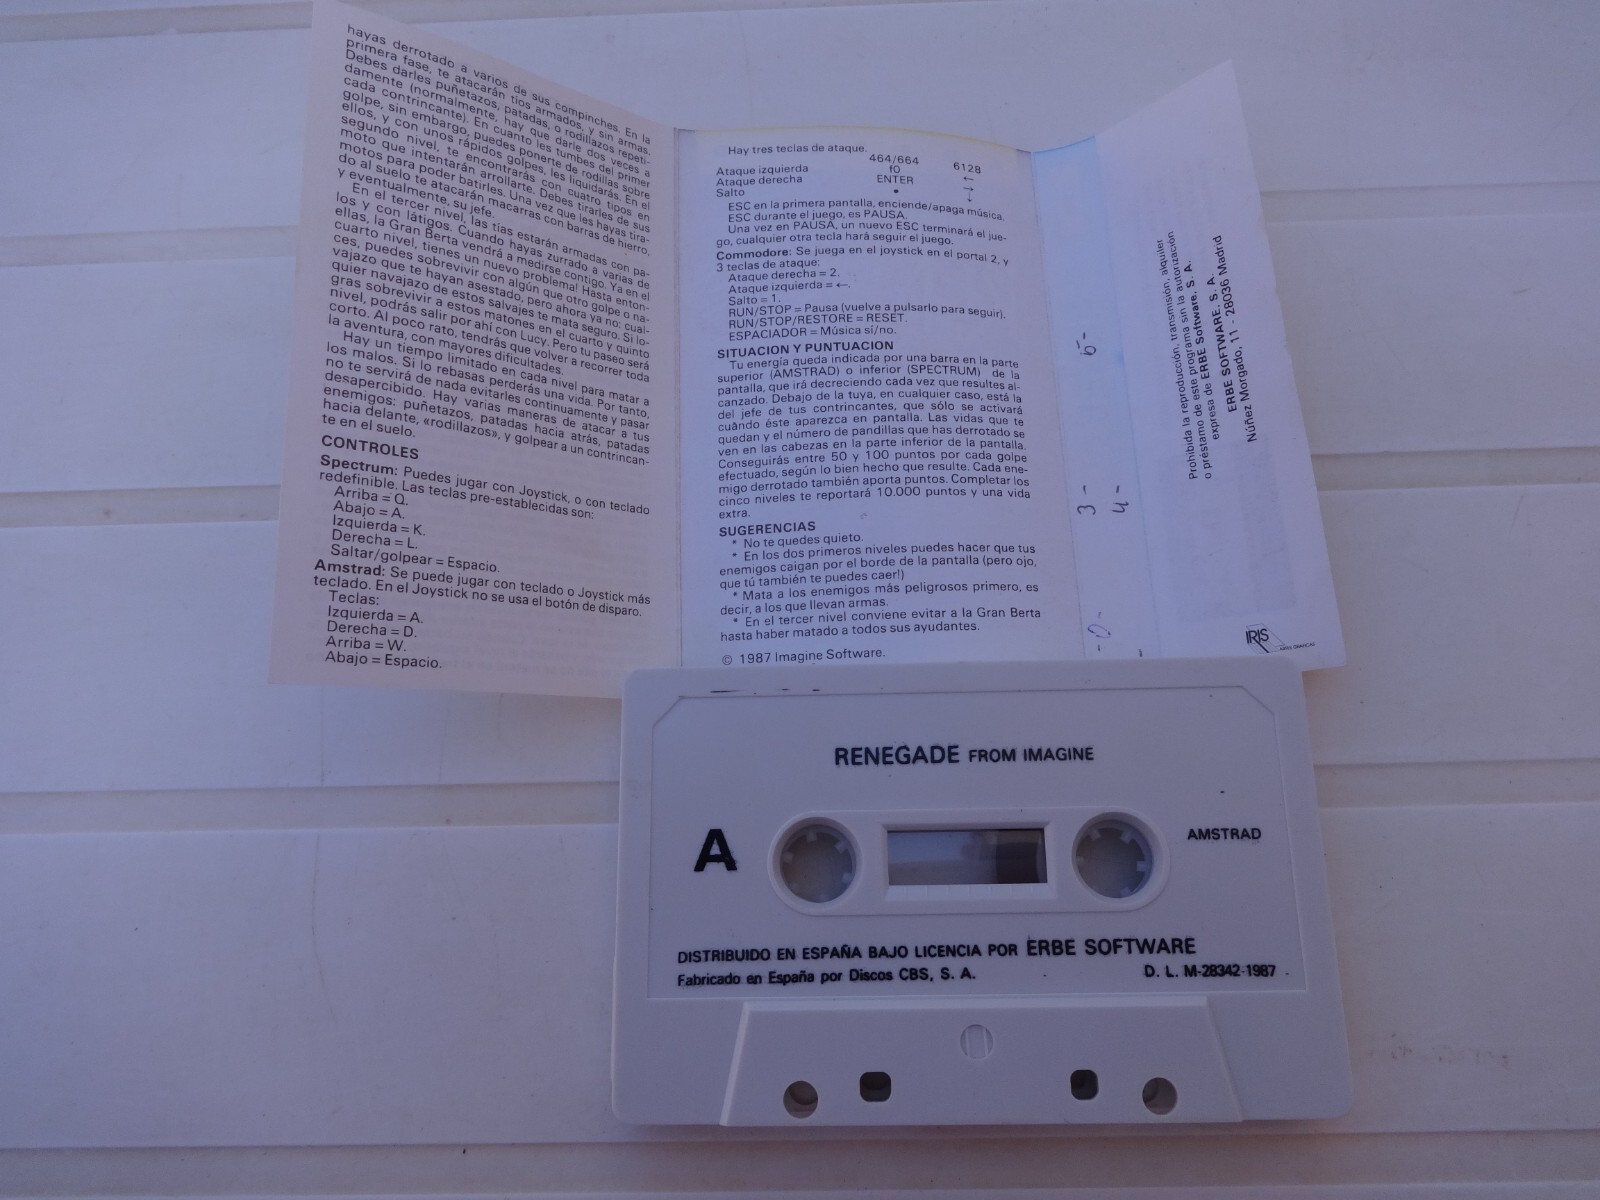 hayas derrotado a varios de sus compinches. En la
primera fase, te atacarán tíos armados, y sin armas.
Debes darles puñetazos, patadas, o rodillazos repeti-
damente (normalmente, hay que darle dos veces a
cada contrincante). En cuanto les tumbes del primer
golpe, sin embargo, puedes ponerte de rodillas sobre
ellos, y con unos rápidos golpes, les liquidarás. En el
segundo nivel, te encontrarás con cuatro tipos en
moto que intentarán arrollarte. Debes tirarles de sus
motos para poder batirles. Una vez que les hayas tira-
do al suelo te atacarán macarras con barras de hierro,
y eventualmente, su jefe.
En el tercer nivel, las tías estarán armadas con pa-
los y con látigos. Cuando hayas zurrado a varias de
ellas, la Gran Berta vendrá a medirse contigo. Ya en el
cuarto nivel, tienes un nuevo problema! Hasta enton-
ces, puedes sobrevivir con algún que otro golpe o na-
vajazo que te hayan asestado, pero ahora ya no: cual-
quier navajazo de estos salvajes te mata seguro. Si lo-
gras sobrevivir a estos matones en el cuarto y quinto
nivel, podrás salir por ahí con Lucy. Pero tu paseo será
corto. Al poco rato, tendrás que volver a recorrer toda
la aventura, con mayores dificultades.
Hay un tiempo limitado en cada nivel para matar a
los malos. Si lo rebasas perderás una vida. Por tanto,
no te servirá de nada evitarles continuamente y pasar
desapercibido. Hay varias maneras de atacar a tus
enemigos: puñetazos, patadas hacia atrás, patadas
hacia delante, «rodillazos», y golpear a un contrincan-
te en el suelo.
CONTROLES
Spectrum: Puedes jugar con Joystick, o con teclado
redefinible. Las teclas pre-establecidas son:
Arriba = Q.
Abajo = A.
Izquierda = K.
Derecha = L.
Saltar/golpear = Espacio.
Amstrad: Se puede jugar con teclado o Joystick más
teclado. En el Joystick no se usa el botón de disparo.
Teclas:
Izquierda = A.
Derecha = D.
Arriba = W.
Abajo = Espacio.
Hay tres teclas de ataque.
464/664 6128
Ataque izquierda f0 ←
Ataque derecha ENTER →
Salto • ↓
ESC en la primera pantalla, enciende/apaga música.
ESC durante el juego, es PAUSA.
Una vez en PAUSA, un nuevo ESC terminará el jue-
go, cualquier otra tecla hará seguir el juego.
Commodore: Se juega en el joystick en el portal 2, y
3 teclas de ataque:
Ataque derecha = 2.
Ataque izquierda = ←.
Salto = 1.
RUN/STOP = Pausa (vuelve a pulsarlo para seguir).
RUN/STOP/RESTORE = RESET.
ESPACIADOR = Música sí/no.
SITUACION Y PUNTUACION
Tu energía queda indicada por una barra en la parte
superior (AMSTRAD) o inferior (SPECTRUM) de la
pantalla, que irá decreciendo cada vez que resultes al-
canzado. Debajo de la tuya, en cualquier caso, está la
del jefe de tus contrincantes, que sólo se activará
cuándo éste aparezca en pantalla. Las vidas que te
quedan y el número de pandillas que has derrotado se
ven en las cabezas en la parte inferior de la pantalla.
Conseguirás entre 50 y 100 puntos por cada golpe
efectuado, según lo bien hecho que resulte. Cada ene-
migo derrotado también aporta puntos. Completar los
cinco niveles te reportará 10.000 puntos y una vida
extra.
SUGERENCIAS
* No te quedes quieto.
* En los dos primeros niveles puedes hacer que tus
enemigos caigan por el borde de la pantalla (pero ojo,
que tú también te puedes caer!)
* Mata a los enemigos más peligrosos primero, es
decir, a los que llevan armas.
* En el tercer nivel conviene evitar a la Gran Berta
hasta haber matado a todos sus ayudantes.
© 1987 Imagine Software.
5-
3-
4-
-0-
Prohibida la reproducción, transmisión, alquiler
o préstamo de este programa sin la autorización
expresa de ERBE Software, S. A.
ERBE SOFTWARE, S. A.
Núñez Morgado, 11 - 28036 Madrid
IRIS
ARTES GRAFICAS
RENEGADE FROM IMAGINE
A
AMSTRAD
DISTRIBUIDO EN ESPAÑA BAJO LICENCIA POR ERBE SOFTWARE
Fabricado en España por Discos CBS, S. A. D. L. M-28342-1987